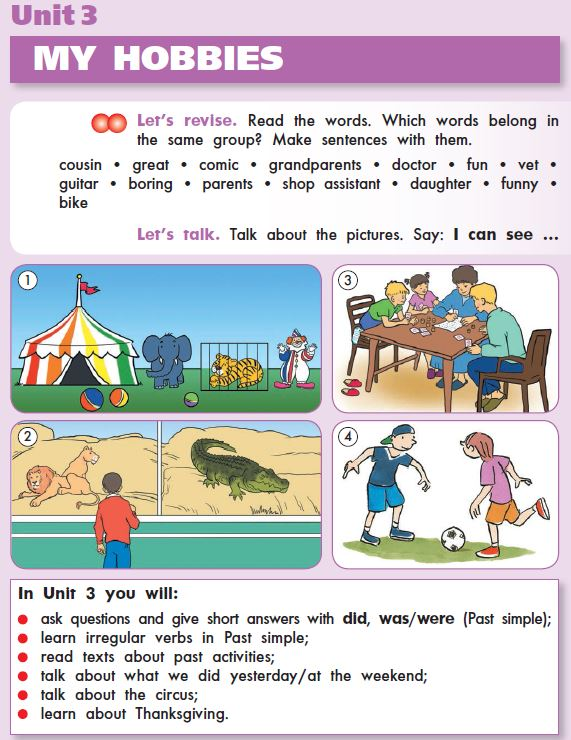 Unit 3
MY HOBBIES
Let's revise. Read the words. Which words belong in
the same group? Make sentences with them.
cousin • great • comic • grandparents • doctor • fun • vet •
guitar • boring • parents • shop assistant • daughter • funny •
bike
Let's talk. Talk about the pictures. Say: I can see ...
1
3
2
4
In Unit 3 you will:
ask questions and give short answers with did, was/were (Past simple);
learn irregular verbs in Past simple;
read texts about past activities;
talk about what we did yesterday/at the weekend;
talk about the circus;
learn about Thanksgiving.